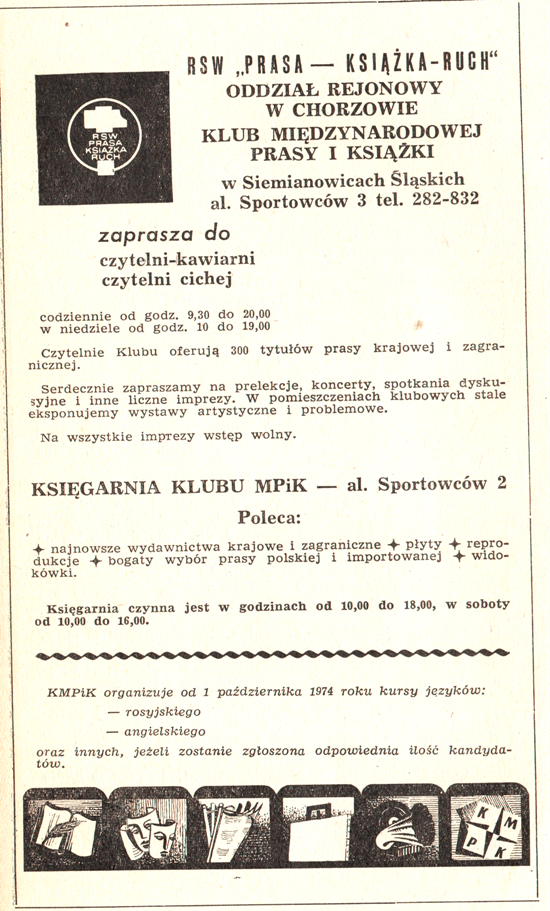 RSW „PRASA — KSIĄŻKA-RUCH"
ODDZIAŁ REJONOWY
W CHORZOWIE
KLUB MIĘDZYNARODOWEJ
PRASY I KSIĄŻKI
w Siemianowicach Śląskich
al. Sportowców 3 tel. 282-832
RSW
PRASA
KSIĄŻKA
RUCH
zaprasza do
czytelni-kawiarni
czytelni cichej
codziennie od godz. 9,30 do 20,00
w niedziele od godz. 10 do 19,00
Czytelnie Klubu oferują 300 tytułów prasy krajowej i zagra-
nicznej.
Serdecznie zapraszamy na prelekcje, koncerty, spotkania dysku-
syjne i inne liczne imprezy. W pomieszczeniach klubowych stale
eksponujemy wystawy artystyczne i problemowe.
Na wszystkie imprezy wstęp wolny.
KSIĘGARNIA KLUBU MPiK — al. Sportowców 2
Poleca:
✦ najnowsze wydawnictwa krajowe i zagraniczne ✦ płyty ✦ repro-
dukcje ✦ bogaty wybór prasy polskiej i importowanej ✦ wido-
kówki.
Księgarnia czynna jest w godzinach od 10,00 do 18,00, w soboty
od 10,00 do 16,00.
KMPiK organizuje od 1 października 1974 roku kursy języków:
— rosyjskiego
— angielskiego
oraz innych, jeżeli zostanie zgłoszona odpowiednia ilość kandyda-
tów.
K M
P K